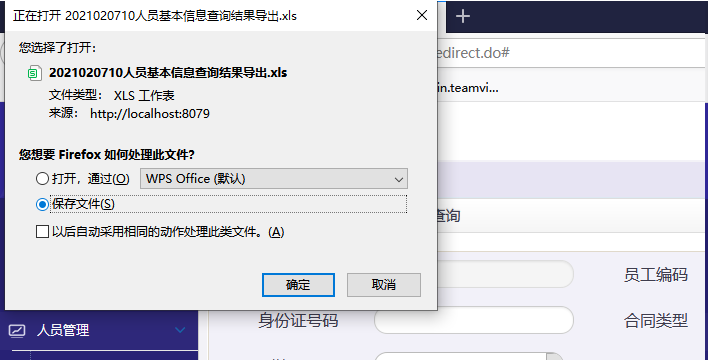 正在打开 2021020710人员基本信息查询结果导出.xls
您选择了打开：
2021020710人员基本信息查询结果导出.xls
文件类型： XLS 工作表
来源： http://localhost:8079
您想要 Firefox 如何处理此文件？
打开，通过(O) WPS Office (默认)
保存文件(S)
以后自动采用相同的动作处理此类文件。(A)
确定 取消
edirect.do#
in.teamvi...
查询
员工编码
身份证号码 合同类型
人员管理